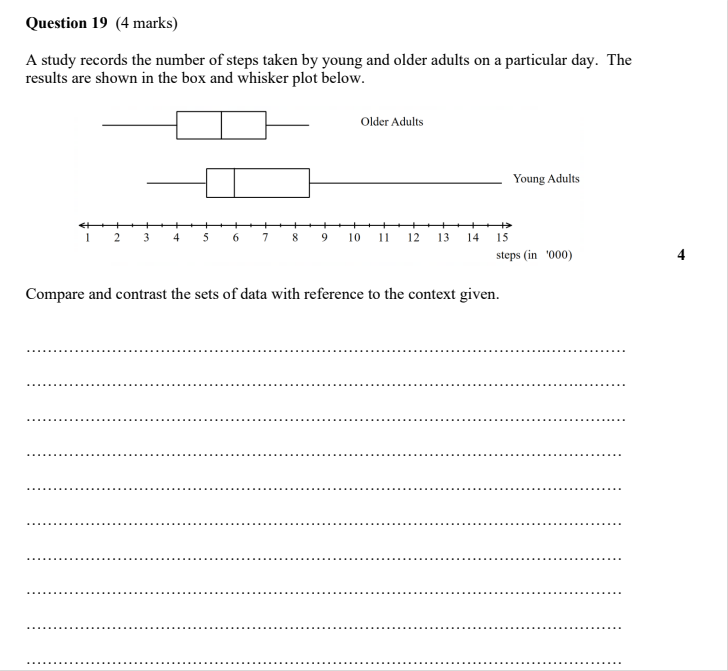 Question 19 (4 marks)
A study records the number of steps taken by young and older adults on a particular day. The
results are shown in the box and whisker plot below.
Older Adults
Young Adults
1 2 3 4 5 6 7 8 9 10 11 12 13 14 15
steps (in '000)
4
Compare and contrast the sets of data with reference to the context given.